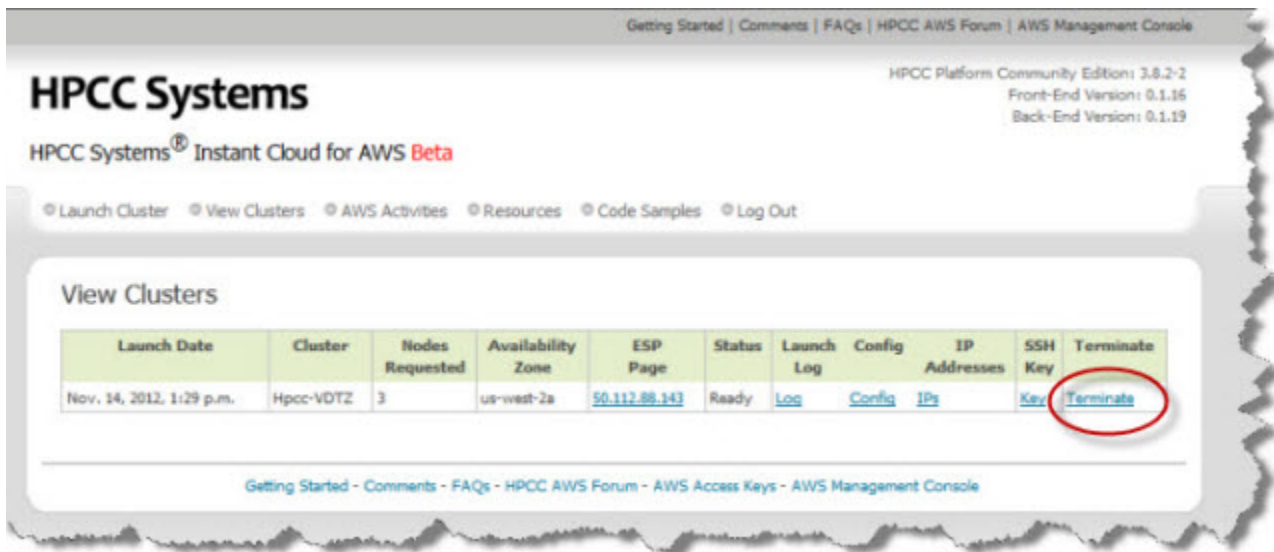 Getting Started | Comments | FAQs | HPCC AWS Forum | AWS Management Console
HPCC Systems
HPCC Platform Community Edition: 3.8.2-2
Front-End Version: 0.1.16
Back-End Version: 0.1.19
HPCC Systems® Instant Cloud for AWS Beta
Launch Cluster View Clusters AWS Activities Resources Code Samples Log Out
View Clusters
Launch Date Cluster Nodes Requested Availability Zone ESP Page Status Launch Log Config IP Addresses SSH Key Terminate
Nov. 14, 2012, 1:29 p.m. Hpcc-VDTZ 3 us-west-2a 50.112.88.143 Ready Log Config IPs Key Terminate
Getting Started - Comments - FAQs - HPCC AWS Forum - AWS Access Keys - AWS Management Console